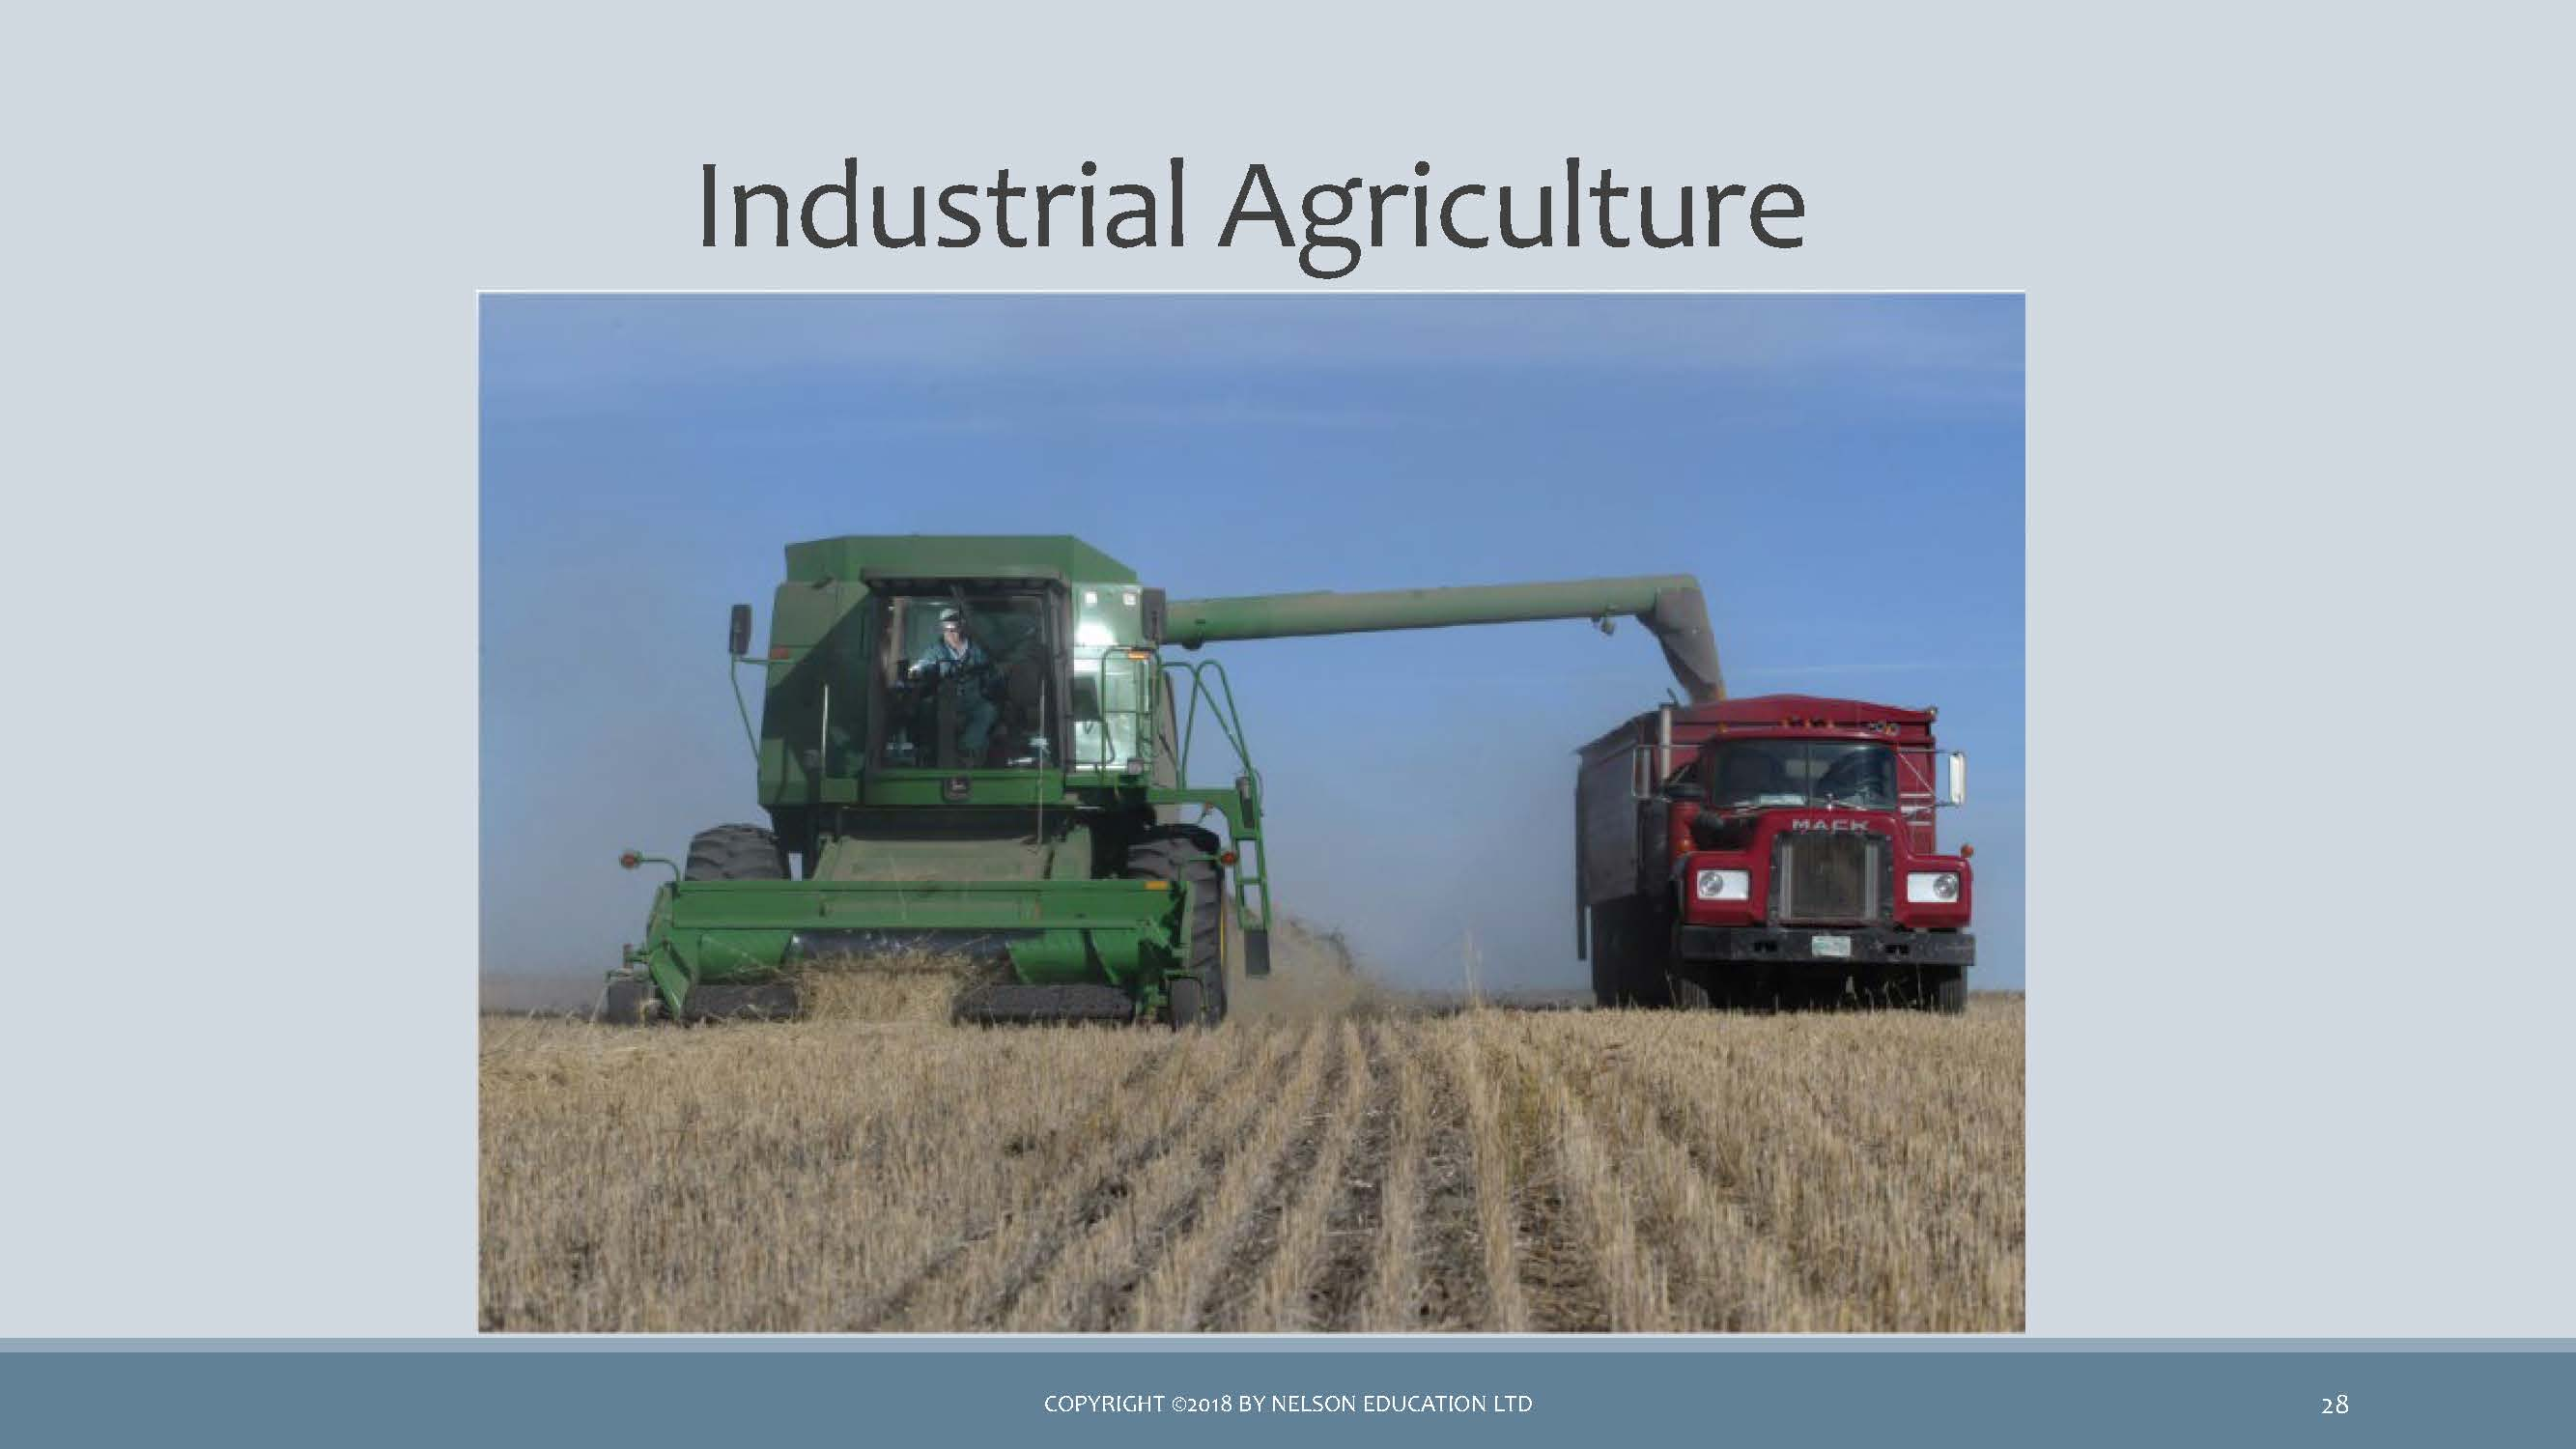 Industrial Agriculture
MACK
COPYRIGHT ©2018 BY NELSON EDUCATION LTD
28